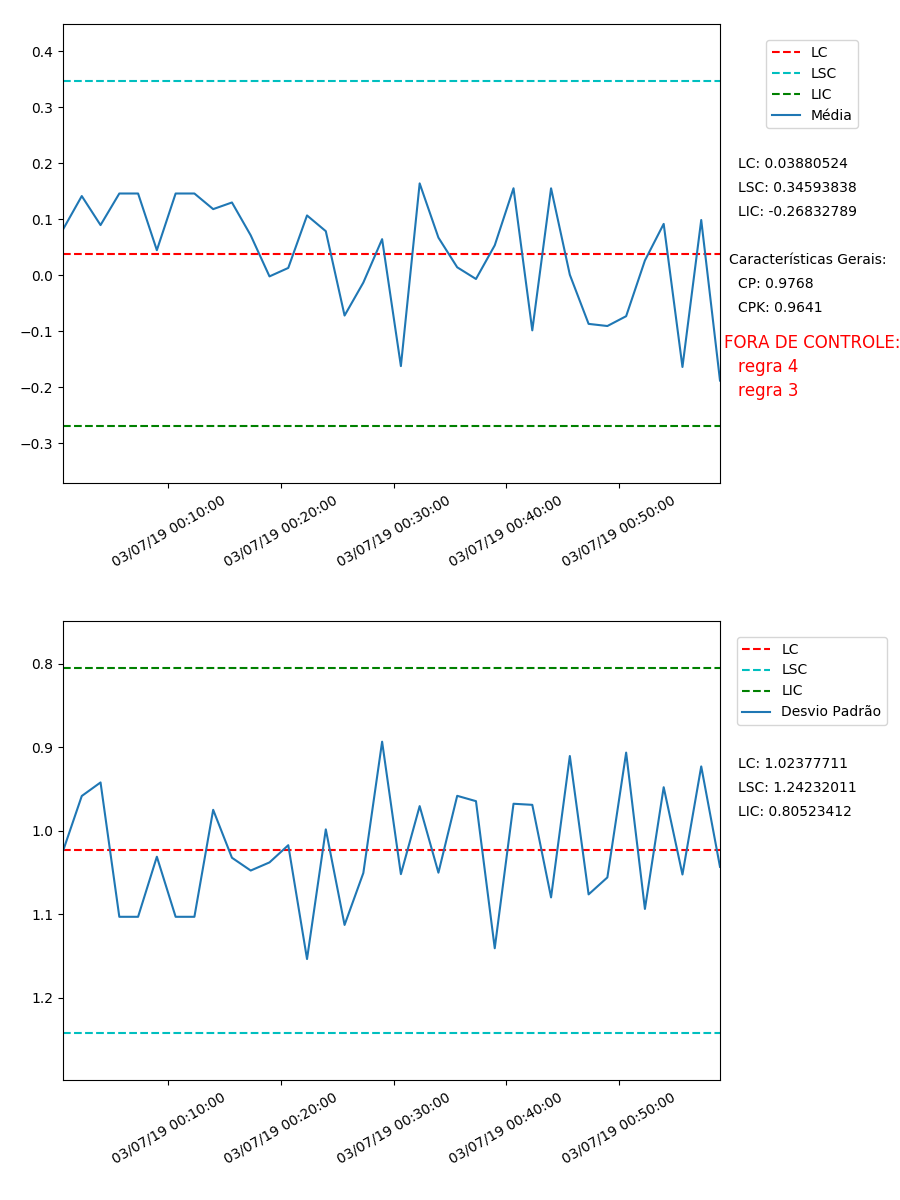 0.4
0.3
0.2
0.1
0.0
−0.1
−0.2
−0.3
03/07/19 00:10:00
03/07/19 00:20:00
03/07/19 00:30:00
03/07/19 00:40:00
03/07/19 00:50:00
LC
LSC
LIC
Média
LC: 0.03880524
LSC: 0.34593838
LIC: -0.26832789
Características Gerais:
CP: 0.9768
CPK: 0.9641
FORA DE CONTROLE:
regra 4
regra 3
0.8
0.9
1.0
1.1
1.2
03/07/19 00:10:00
03/07/19 00:20:00
03/07/19 00:30:00
03/07/19 00:40:00
03/07/19 00:50:00
LC
LSC
LIC
Desvio Padrão
LC: 1.02377711
LSC: 1.24232011
LIC: 0.80523412